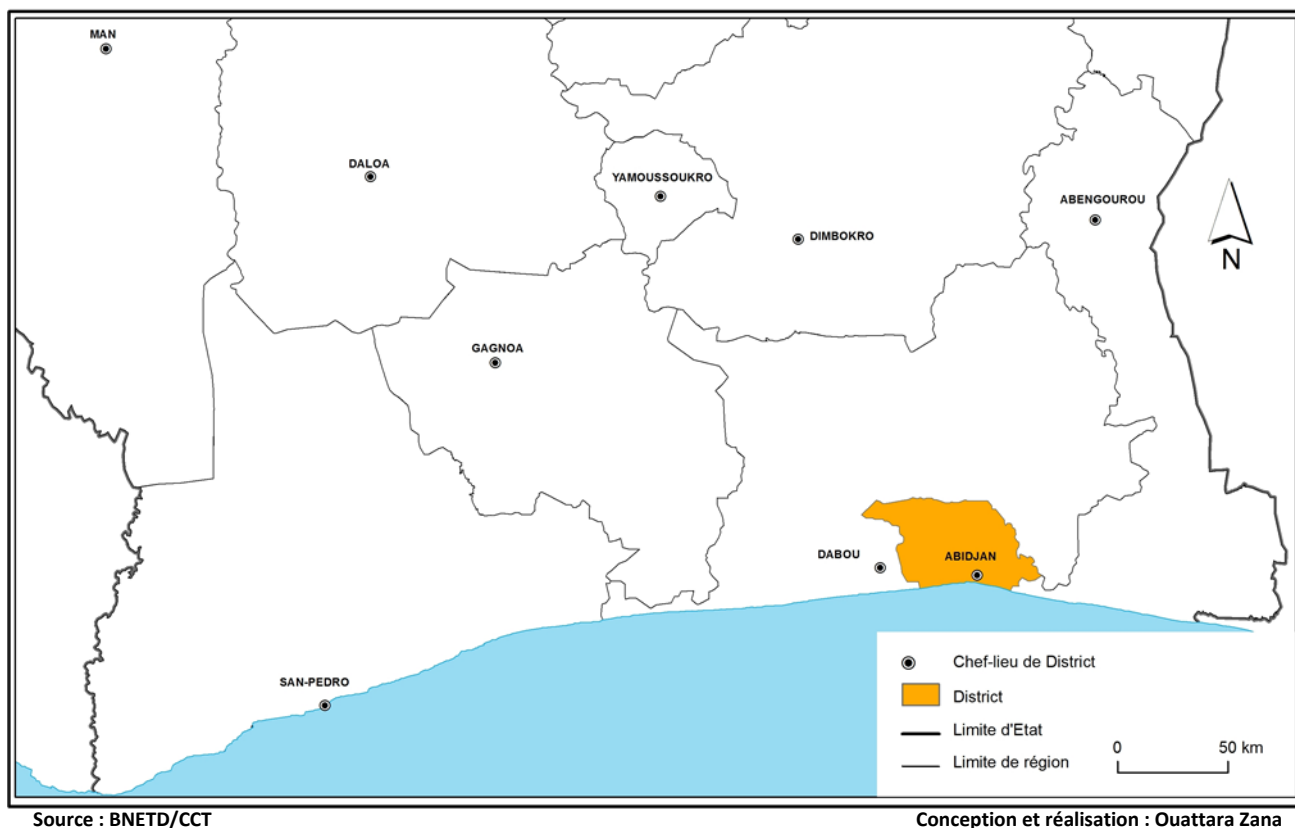 MAN
DALOA
YAMOUSSOUKRO
ABENGOUROU
DIMBOKRO
N
GAGNOA
DABOU
ABIDJAN
SAN-PEDRO
Chef-lieu de District
District
Limite d'Etat
Limite de région
0 50 km
Source : BNETD/CCT
Conception et réalisation : Ouattara Zana